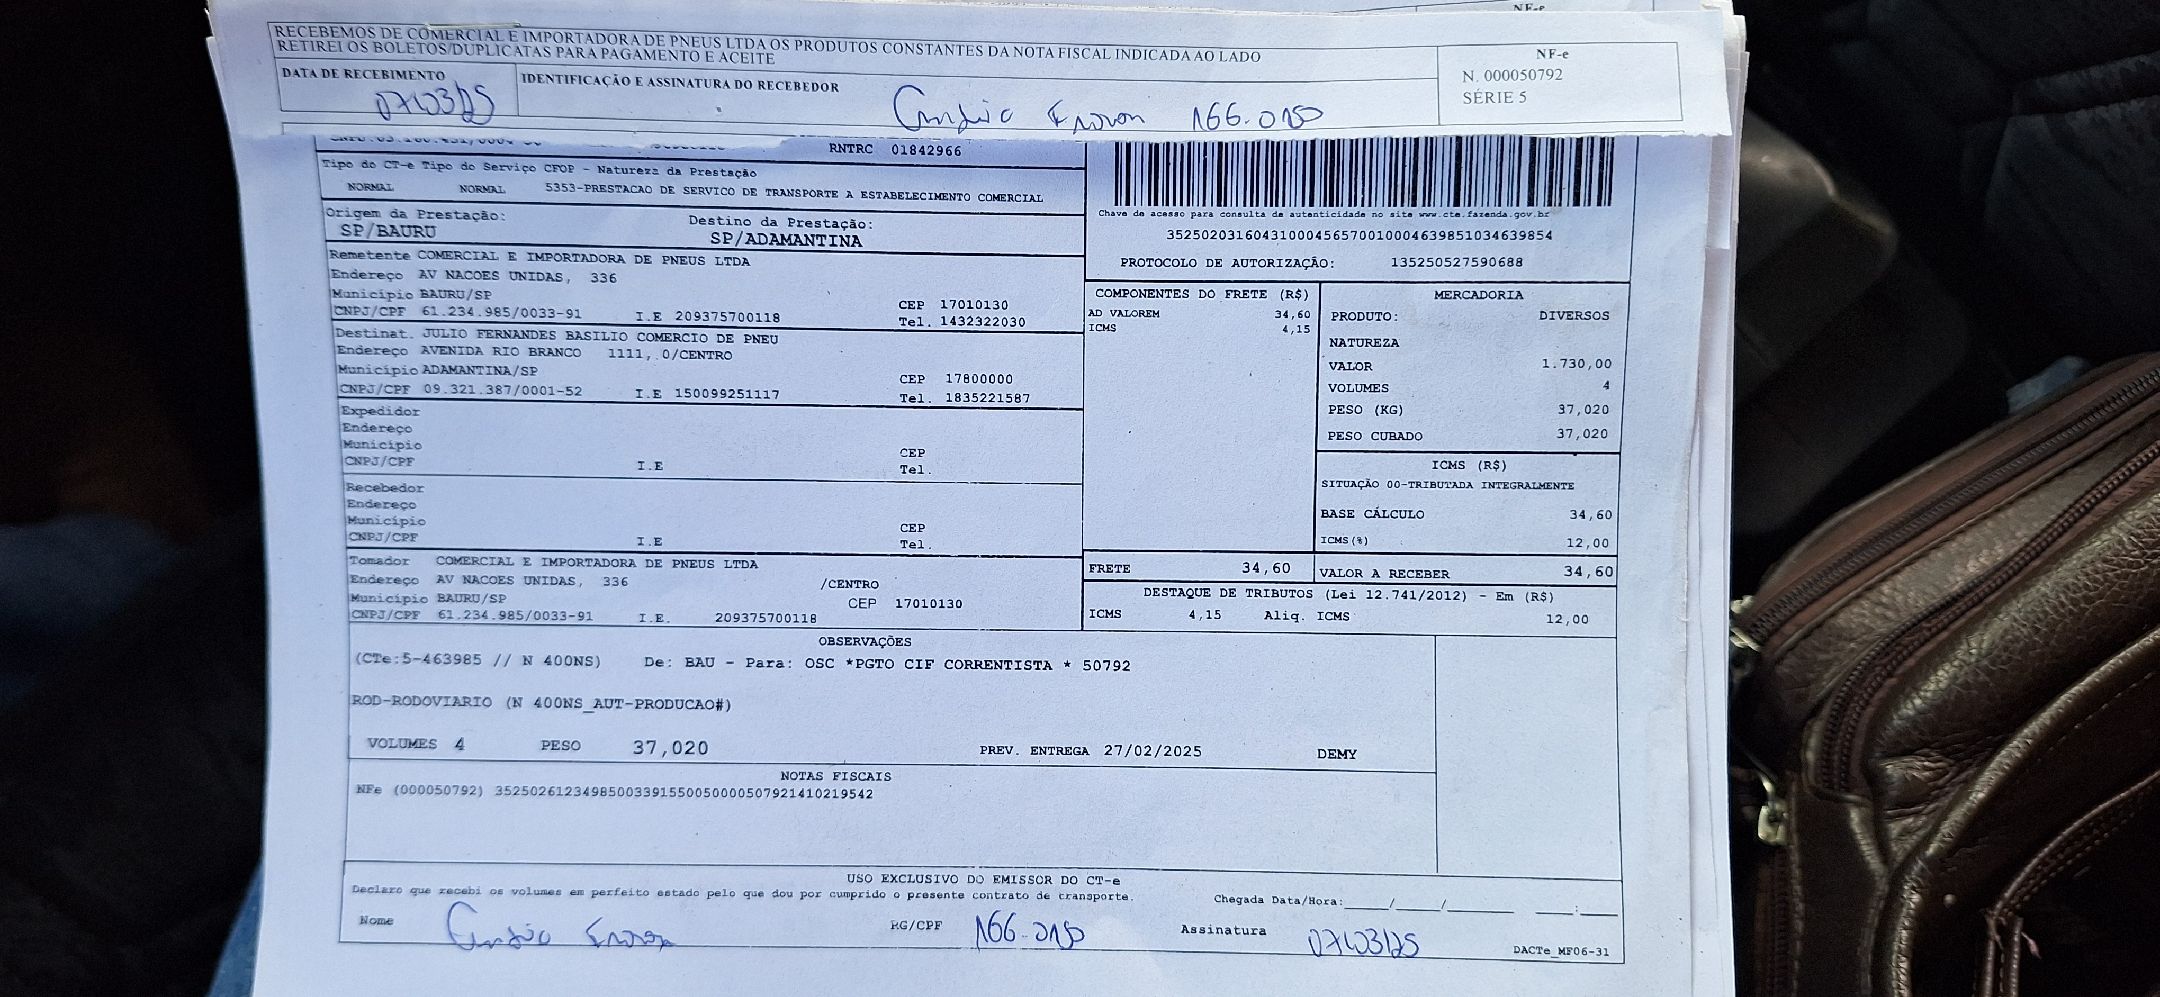 NF-e
RECEBEMOS DE COMERCIAL E IMPORTADORA DE PNEUS LTDA OS PRODUTOS CONSTANTES DA NOTA FISCAL INDICADA AO LADO
RETIREI OS BOLETOS/DUPLICATAS PARA PAGAMENTO E ACEITE
DATA DE RECEBIMENTO
07/03/25
IDENTIFICAÇÃO E ASSINATURA DO RECEBEDOR
166.010
NF-e
N. 000050792
SÉRIE 5
RNTRC 01842966
Tipo do CT-e Tipo do Serviço CFOP - Natureza da Prestação
NORMAL NORMAL 5353-PRESTACAO DE SERVICO DE TRANSPORTE A ESTABELECIMENTO COMERCIAL
Origem da Prestação: Destino da Prestação:
SP/BAURU SP/ADAMANTINA
Chave de acesso para consulta de autenticidade no site www.cte.fazenda.gov.br
35250203160431000456570010004639851034639854
PROTOCOLO DE AUTORIZAÇÃO: 135250527590688
Remetente COMERCIAL E IMPORTADORA DE PNEUS LTDA
Endereço AV NACOES UNIDAS, 336
Município BAURU/SP CEP 17010130
CNPJ/CPF 61.234.985/0033-91 I.E 209375700118 Tel. 1432322030
Destinat. JULIO FERNANDES BASILIO COMERCIO DE PNEU
Endereço AVENIDA RIO BRANCO 1111, 0/CENTRO
Município ADAMANTINA/SP CEP 17800000
CNPJ/CPF 09.321.387/0001-52 I.E 150099251117 Tel. 1835221587
Expedidor
Endereço
Município CEP
CNPJ/CPF I.E Tel.
Recebedor
Endereço
Município CEP
CNPJ/CPF I.E Tel.
Tomador COMERCIAL E IMPORTADORA DE PNEUS LTDA
Endereço AV NACOES UNIDAS, 336 /CENTRO
Município BAURU/SP CEP 17010130
CNPJ/CPF 61.234.985/0033-91 I.E. 209375700118
COMPONENTES DO FRETE (R$)
AD VALOREM 34,60
ICMS 4,15
MERCADORIA
PRODUTO: DIVERSOS
NATUREZA
VALOR 1.730,00
VOLUMES 4
PESO (KG) 37,020
PESO CUBADO 37,020
ICMS (R$)
SITUAÇÃO 00-TRIBUTADA INTEGRALMENTE
BASE CÁLCULO 34,60
ICMS(%) 12,00
FRETE 34,60 VALOR A RECEBER 34,60
DESTAQUE DE TRIBUTOS (Lei 12.741/2012) - Em (R$)
ICMS 4,15 Aliq. ICMS 12,00
OBSERVAÇÕES
(CTe:5-463985 // N 400NS) De: BAU - Para: OSC *PGTO CIF CORRENTISTA * 50792
ROD-RODOVIARIO (N 400NS_AUT-PRODUCAO#)
VOLUMES 4 PESO 37,020 PREV. ENTREGA 27/02/2025 DEMY
NOTAS FISCAIS
NFe (000050792) 35250261234985003391550050000507921410219542
USO EXCLUSIVO DO EMISSOR DO CT-e
Declaro que recebi os volumes em perfeito estado pelo que dou por cumprido o presente contrato de transporte.
Chegada Data/Hora:____/____/______ ___:___
Nome RG/CPF 166.010 Assinatura 07/03/25
DACTe_MF06-31